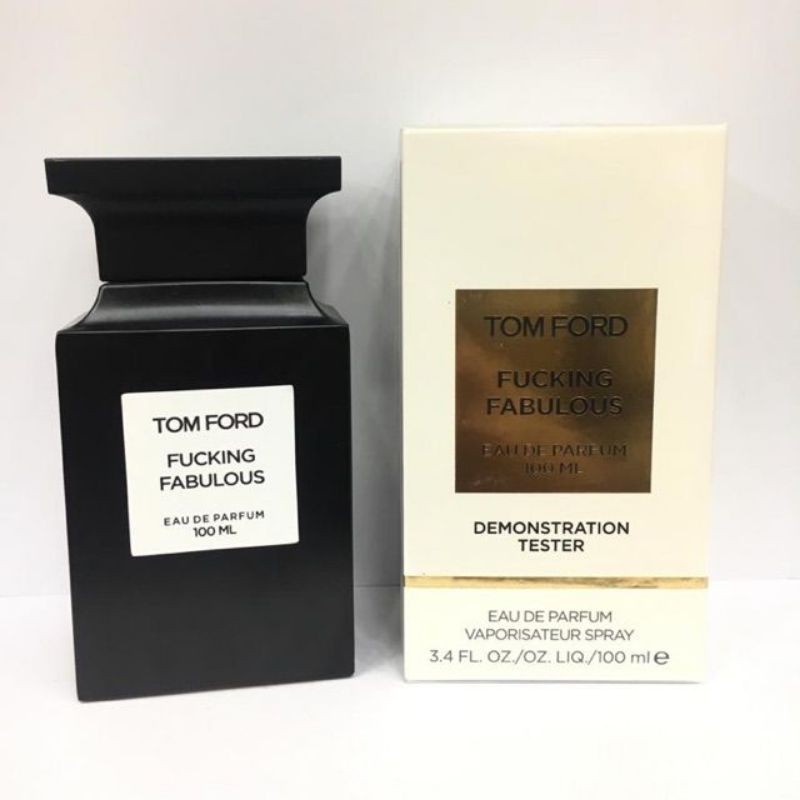 TOM FORD
FUCKING
FABULOUS
EAU DE PARFUM
100 ML
TOM FORD
FUCKING
FABULOUS
EAU DE PARFUM
100 ML
DEMONSTRATION
TESTER
EAU DE PARFUM
VAPORISATEUR SPRAY
3.4 FL. OZ./OZ. LIQ./100 ml e